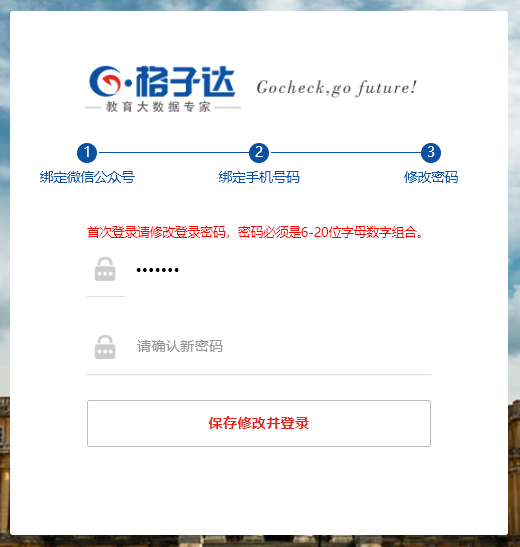 格子达
教育大数据专家
Gocheck,go future!
1 2 3
绑定微信公众号 绑定手机号码 修改密码
首次登录请修改登录密码，密码必须是6-20位字母数字组合。
•••••••
请确认新密码
保存修改并登录